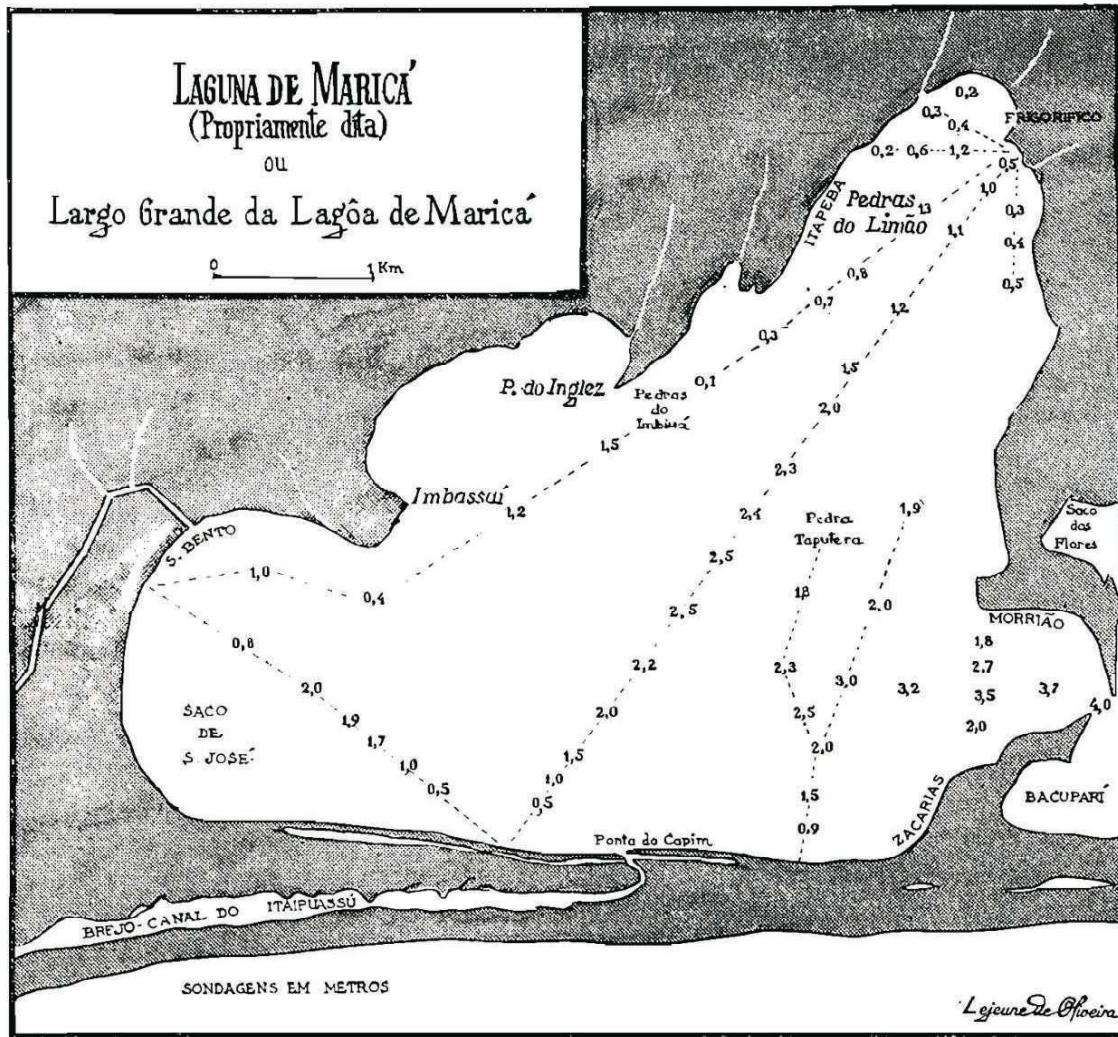 LAGUNA DE MARICÁ
(Propriamente dita)
ou
Largo Grande da Lagôa de Maricá
0 1 Km
0,2
0,3
0,4
FRIGORIFICO
0,2 0,6 1,2 0,5
ITAPEBA
Pedras
do Limão
1,0
13
1,1
0,3
0,4
0,5
0,8
0,7
1,2
0,3
1,5
0,1
2,0
P. do Inglez
Pedras
do
Imbiuá
1,5
2,3
Imbassuí
1,2
2,4
1,9
Pedra
Taputera
Saco
das
Flores
S. BENTO
1,0
0,4
2,5
2,5
13
2,0
MORRIÃO
0,8
2,2
2,3
3,0
3,2
1,8
2,7
3,5
3,7
4,0
2,0
2,0
1,9
1,7
1,0
0,5
SACO
DE
S. JOSÉ
2,0
1,5
1,0
0,5
2,5
2,0
1,5
0,9
ZACARIAS
BACUPARÍ
Ponta do Capim
BREJO-CANAL DO ITAIPUASSÚ
SONDAGENS EM METROS
Lejeune de Oliveira